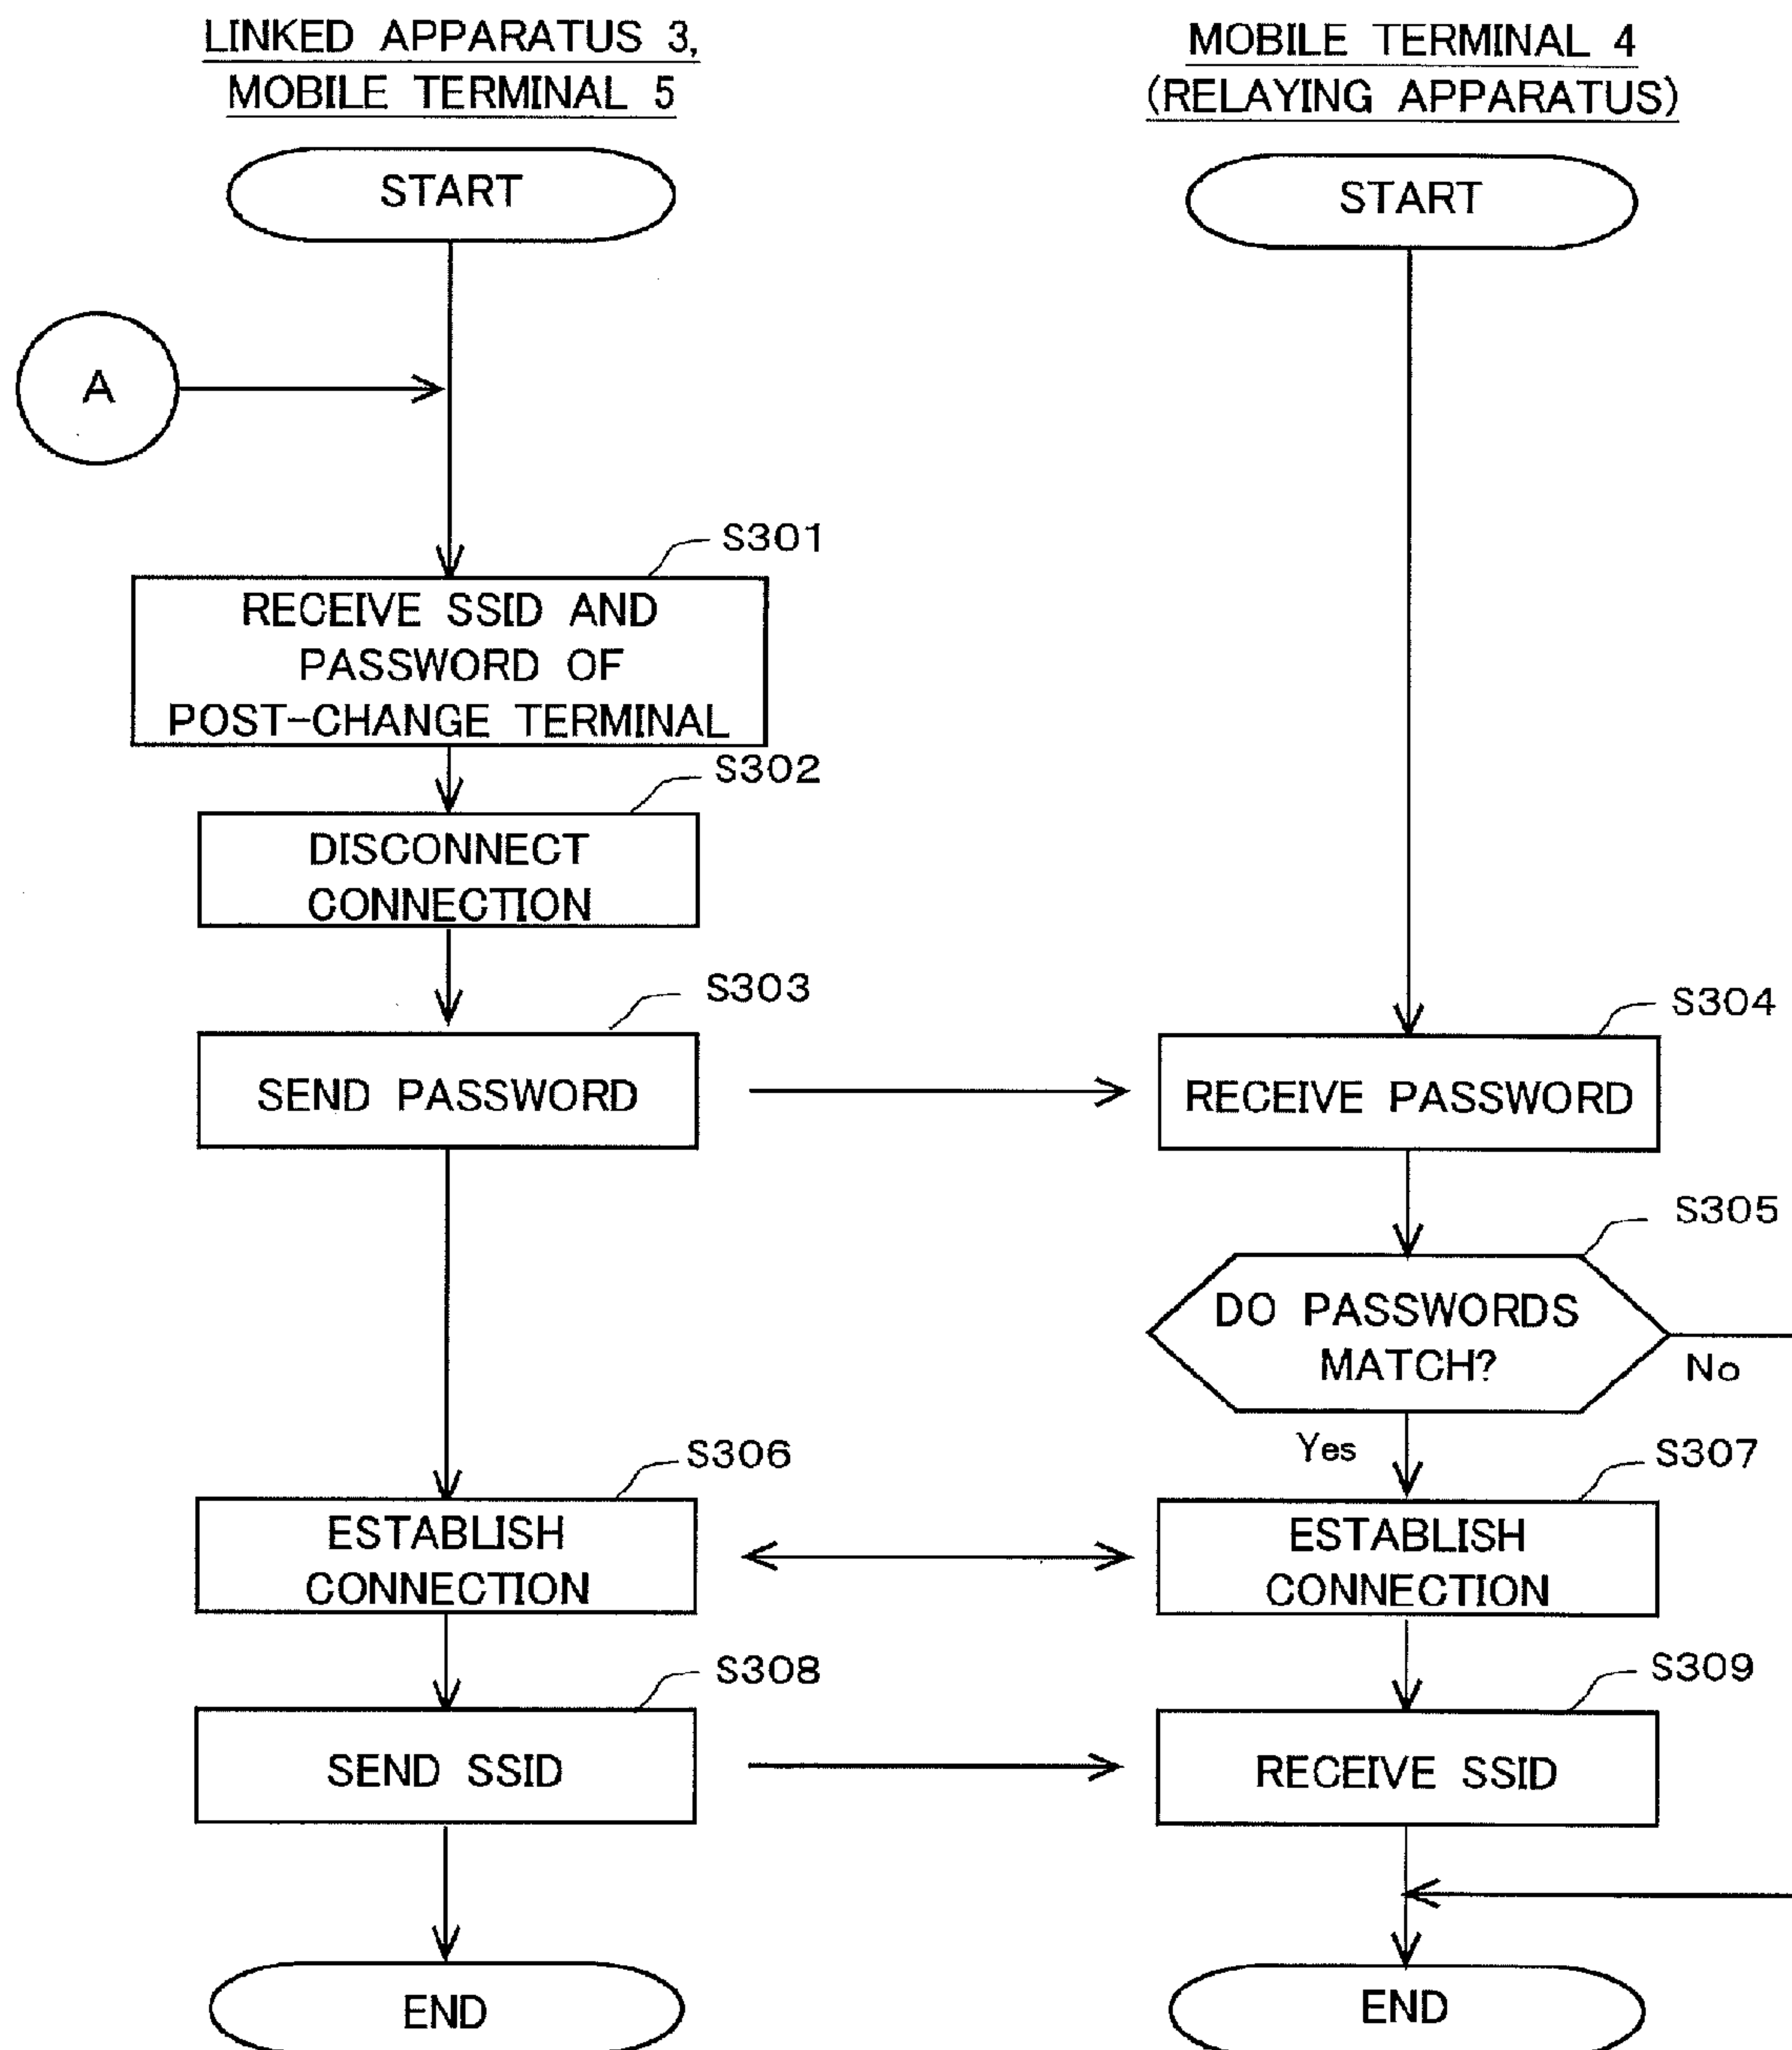 LINKED APPARATUS 3,
MOBILE TERMINAL 5
MOBILE TERMINAL 4
(RELAYING APPARATUS)
START
START
A
S301
RECEIVE SSID AND
PASSWORD OF
POST-CHANGE TERMINAL
S302
DISCONNECT
CONNECTION
S303
SEND PASSWORD
S304
RECEIVE PASSWORD
S305
DO PASSWORDS
MATCH?
No
Yes
S306
ESTABLISH
CONNECTION
S307
ESTABLISH
CONNECTION
S308
SEND SSID
S309
RECEIVE SSID
END
END